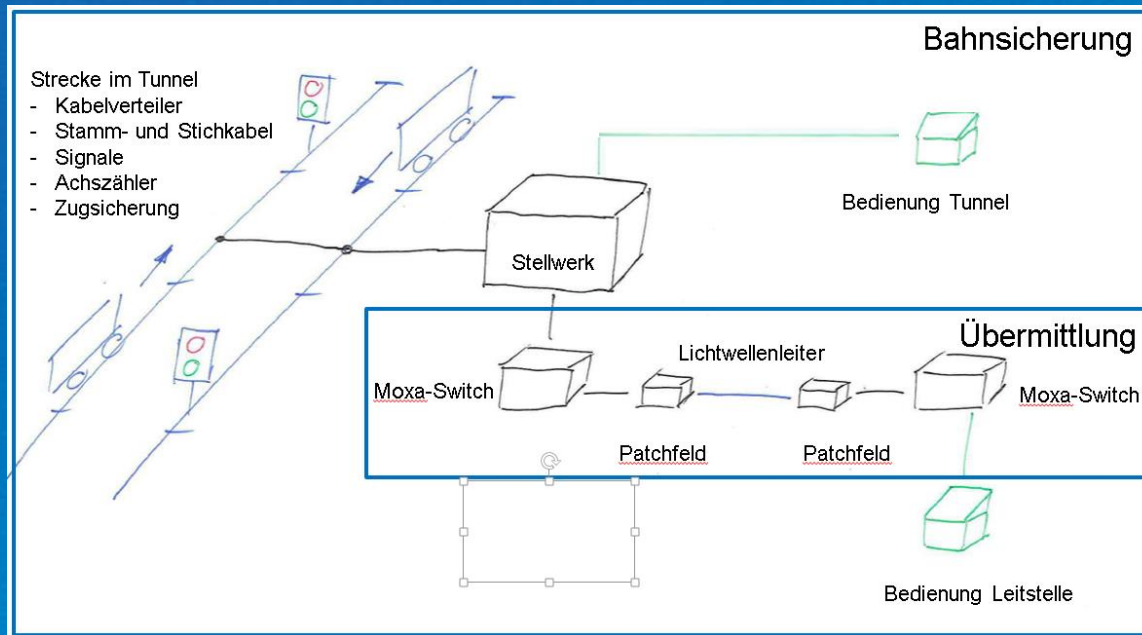 Bahnsicherung
Strecke im Tunnel
- Kabelverteiler
- Stamm- und Stichkabel
- Signale
- Achszähler
- Zugsicherung
Bedienung Tunnel
Stellwerk
Übermittlung
Lichtwellenleiter
Moxa-Switch
Moxa-Switch
Patchfeld
Patchfeld
Bedienung Leitstelle